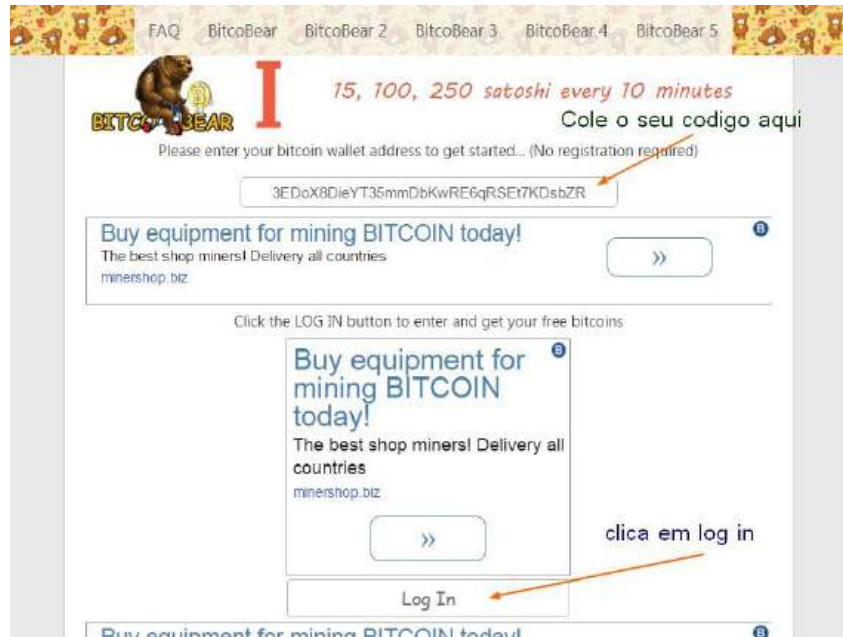 FAQ BitcoBear BitcoBear 2 BitcoBear 3 BitcoBear 4 BitcoBear 5
BITCOBEAR
I
15, 100, 250 satoshi every 10 minutes
Cole o seu codigo aqui
Please enter your bitcoin wallet address to get started... (No registration required)
3EDoX8DieYT35mmDbKwRE6qRSEt7KDsbZR
Buy equipment for mining BITCOIN today!
The best shop miners! Delivery all countries
minershop.biz
»
B
Click the LOG IN button to enter and get your free bitcoins
Buy equipment for
mining BITCOIN
today!
B
The best shop miners! Delivery all
countries
minershop.biz
»
clica em log in
Log In
Buy equipment for mining BITCOIN today!
B